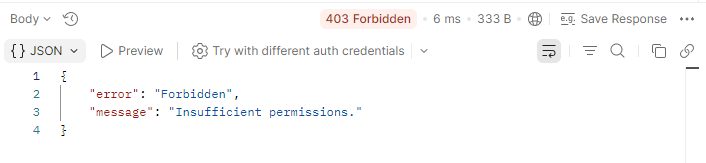 Body 403 Forbidden • 6 ms • 333 B e.g. Save Response
{} JSON Preview Try with different auth credentials
1 {
2 "error": "Forbidden",
3 "message": "Insufficient permissions."
4 }